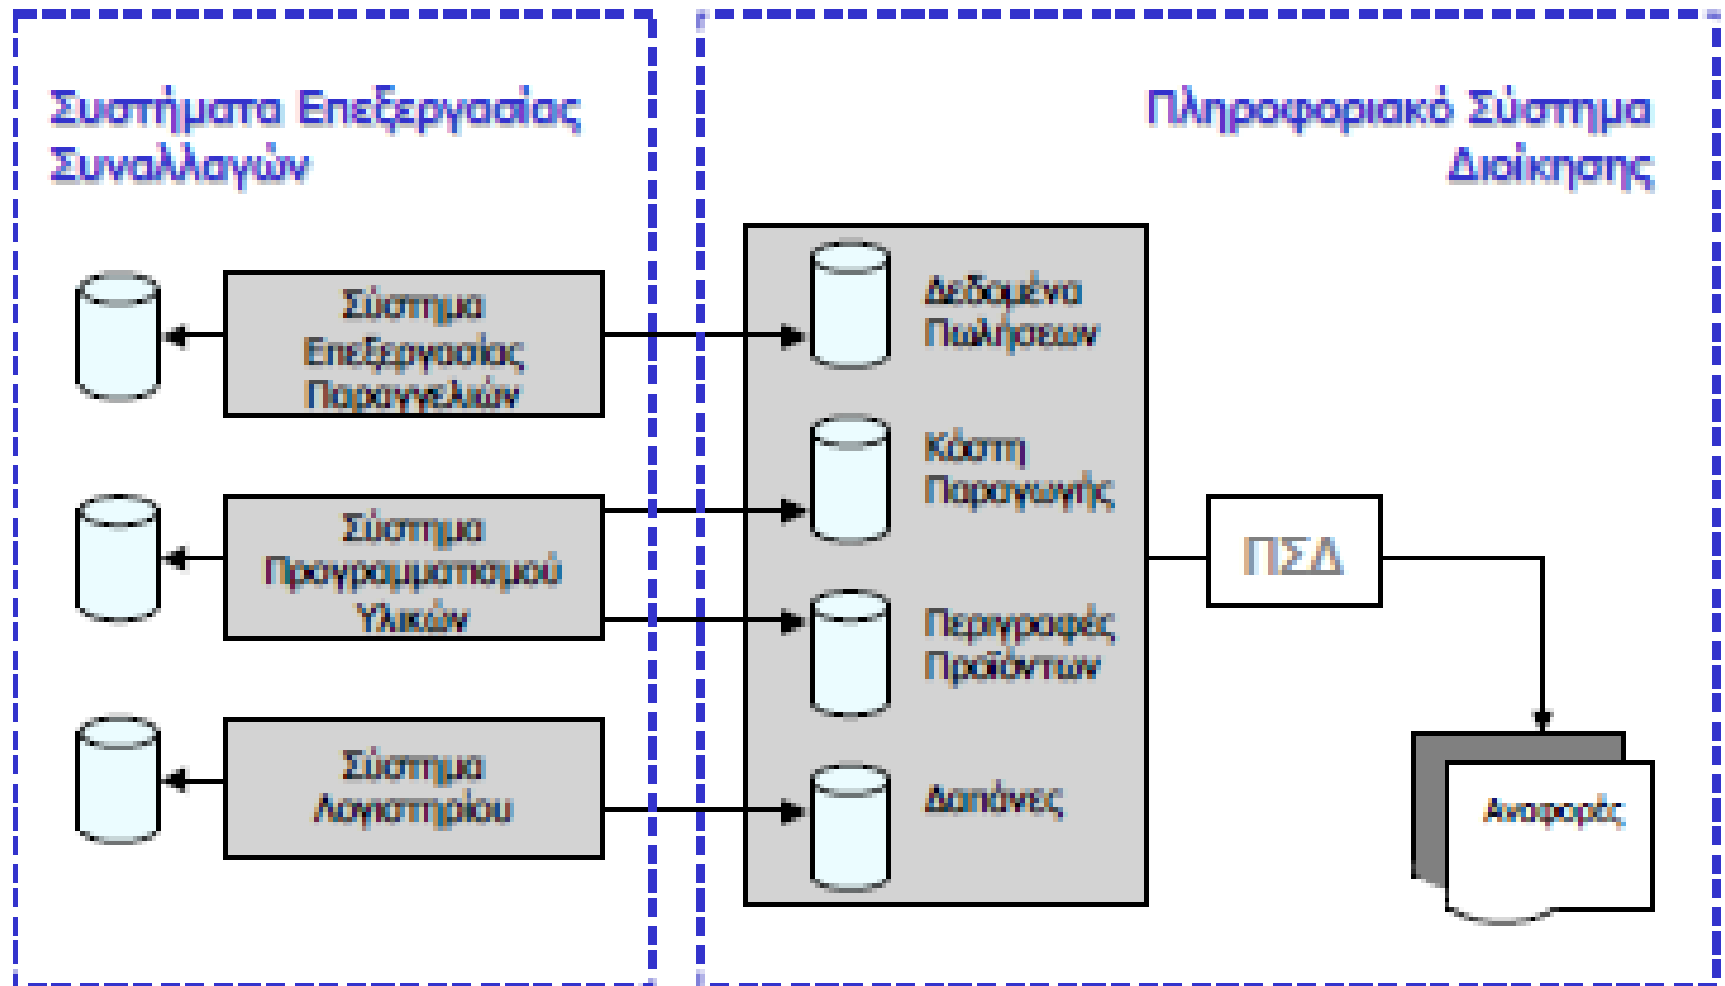 Συστήματα Επεξεργασίας
Συναλλαγών
Πληροφοριακό Σύστημα
Διοίκησης
Σύστημα
Επεξεργασίας
Παραγγελιών
Δεδομένα
Πωλήσεων
Κόστη
Παραγωγής
Σύστημα
Προγραμματισμού
Υλικών
Περιγραφές
Προϊόντων
ΠΣΔ
Σύστημα
Λογιστηρίου
Δαπάνες
Αναφορές